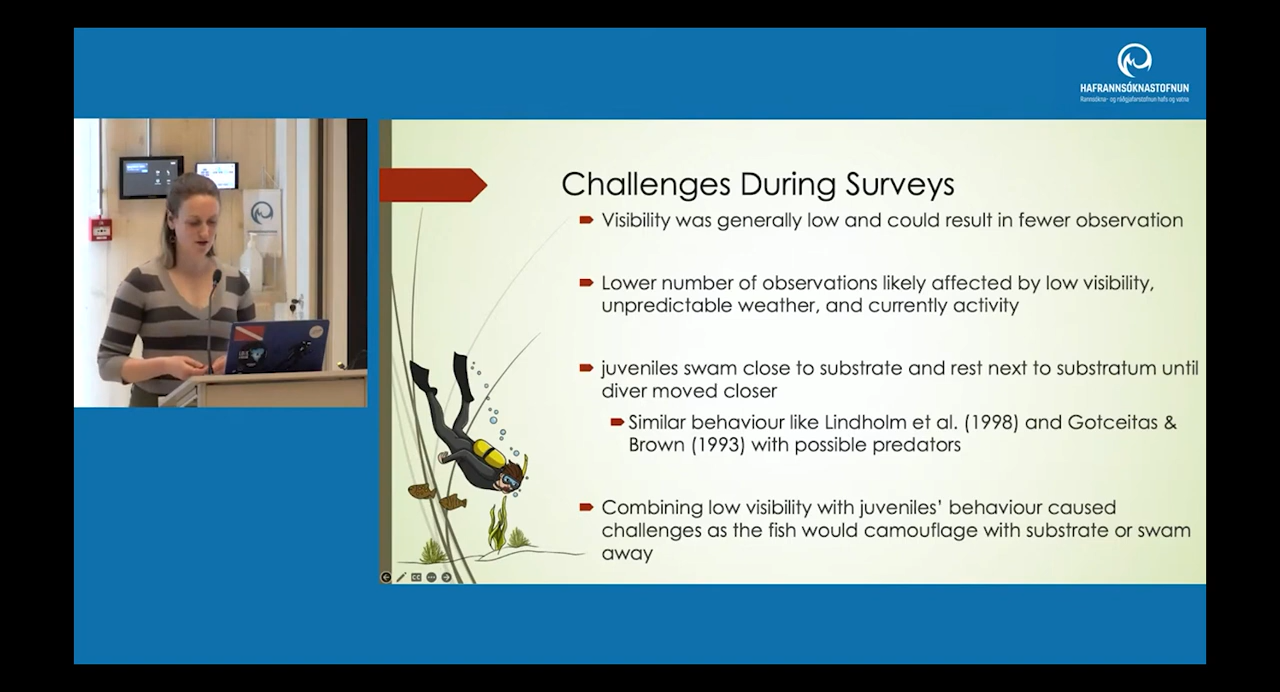 HAFRANNSÓKNASTOFNUN
Rannsókna- og ráðgjafarstofnun hafs og vatna
Challenges During Surveys
Visibility was generally low and could result in fewer observation
Lower number of observations likely affected by low visibility,
unpredictable weather, and currently activity
juveniles swam close to substrate and rest next to substratum until
diver moved closer
Similar behaviour like Lindholm et al. (1998) and Gotceitas &
Brown (1993) with possible predators
Combining low visibility with juveniles' behaviour caused
challenges as the fish would camouflage with substrate or swam
away